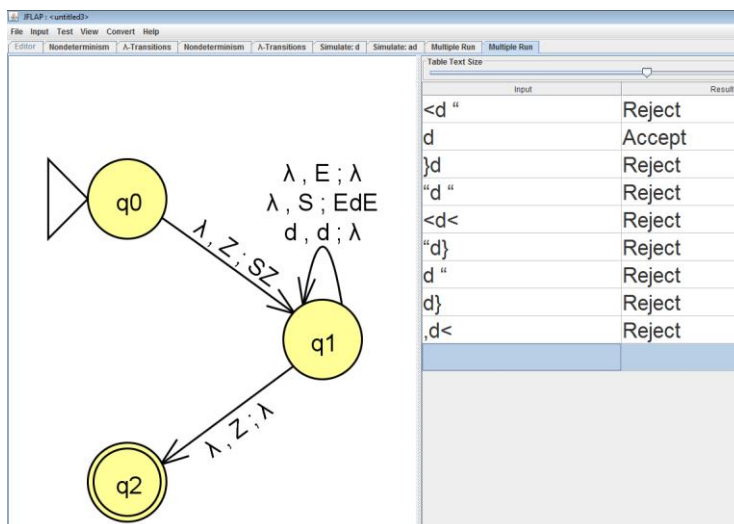 JFLAP : <untitled3>
File Input Test View Convert Help
Editor Nondeterminism Λ-Transitions Nondeterminism Λ-Transitions Simulate: d Simulate: ad Multiple Run Multiple Run
Table Text Size
Input Result
<d “ Reject
d Accept
}d Reject
“d “ Reject
<d< Reject
“d} Reject
d “ Reject
d} Reject
,d< Reject
q0
λ , E ; λ
λ , S ; EdE
d , d ; λ
λ , Z ; SZ
q1
λ , Z ; λ
q2